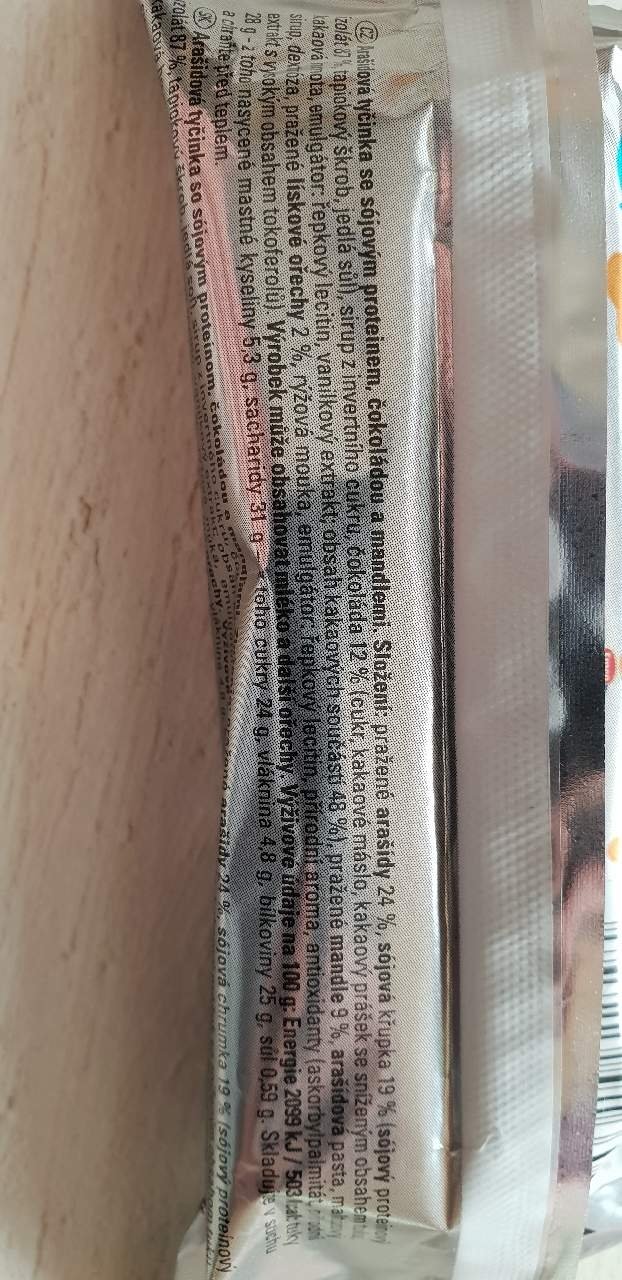 CZ Arašídová tyčinka se sójovým proteinem, čokoládou a mandlemi. Složení: pražené arašídy 24 %, sójová křupka 19 % (sójový proteinový
izolát 87 %, tapiokový škrob, jedlá sůl), sirup z invertního cukru, čokoláda 12 % (cukr, kakaové máslo, kakaový prášek se sníženým obsahem
kakaová hmota, emulgátor: řepkový lecitin, vanilkový extrakt; obsah kakaových součástí 48 %), pražené mandle 9 %, arašídová pasta,
sirup, dextróza, pražené lískové ořechy 2 %, rýžová mouka, emulgátor: řepkový lecitin, přírodní aroma, antioxidanty (askorbylpalmitát,
extrakt s vysokým obsahem tokoferolů). Výrobek může obsahovat mléko a další ořechy. Výživové údaje na 100 g: Energie 2099 kJ / 503 kcal, tuky
28 g - z toho nasycené mastné kyseliny 5,3 g, sacharidy 31 g - z toho cukry 24 g, vláknina 4,8 g, bílkoviny 25 g, sůl 0,59 g. Skladujte v suchu
a chraňte před teplem.
SK Arašidová tyčinka so sójovým proteínom, čokoládou a arašidy 24 %, sójová chrumka 19 % (sójový proteínový
izolát 87 %,